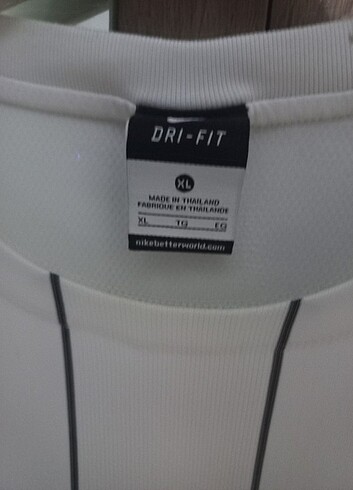 DRI-FIT
XL
MADE IN THAILAND
FABRIQUE EN THAILANDE
XL TG EG
nikebetterworld.com